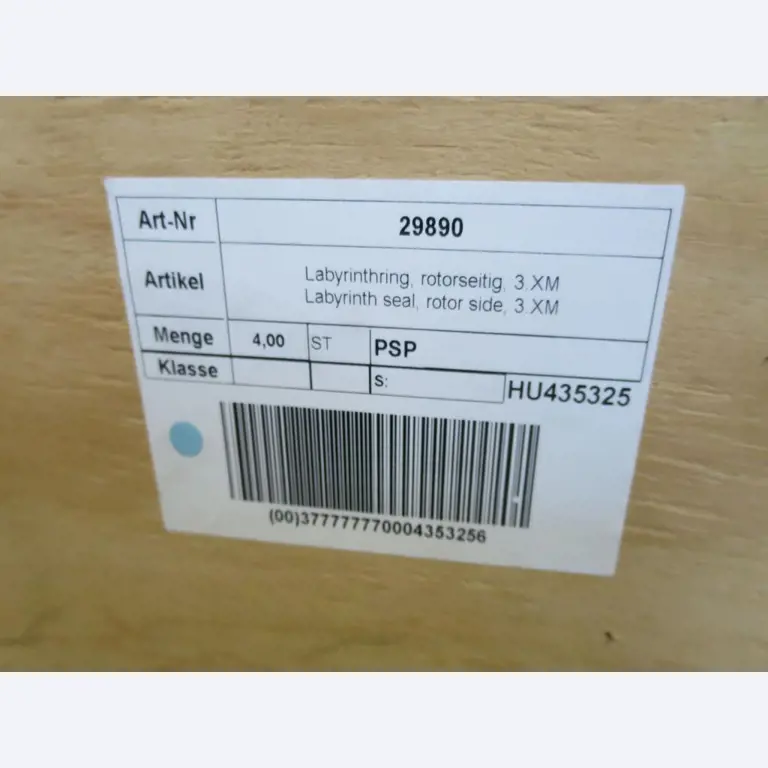 Art-Nr 29890
Artikel Labyrinthring, rotorseitig, 3.XM
Labyrinth seal, rotor side, 3.XM
Menge 4,00 ST PSP
Klasse S: HU435325
(00)377777770004353256